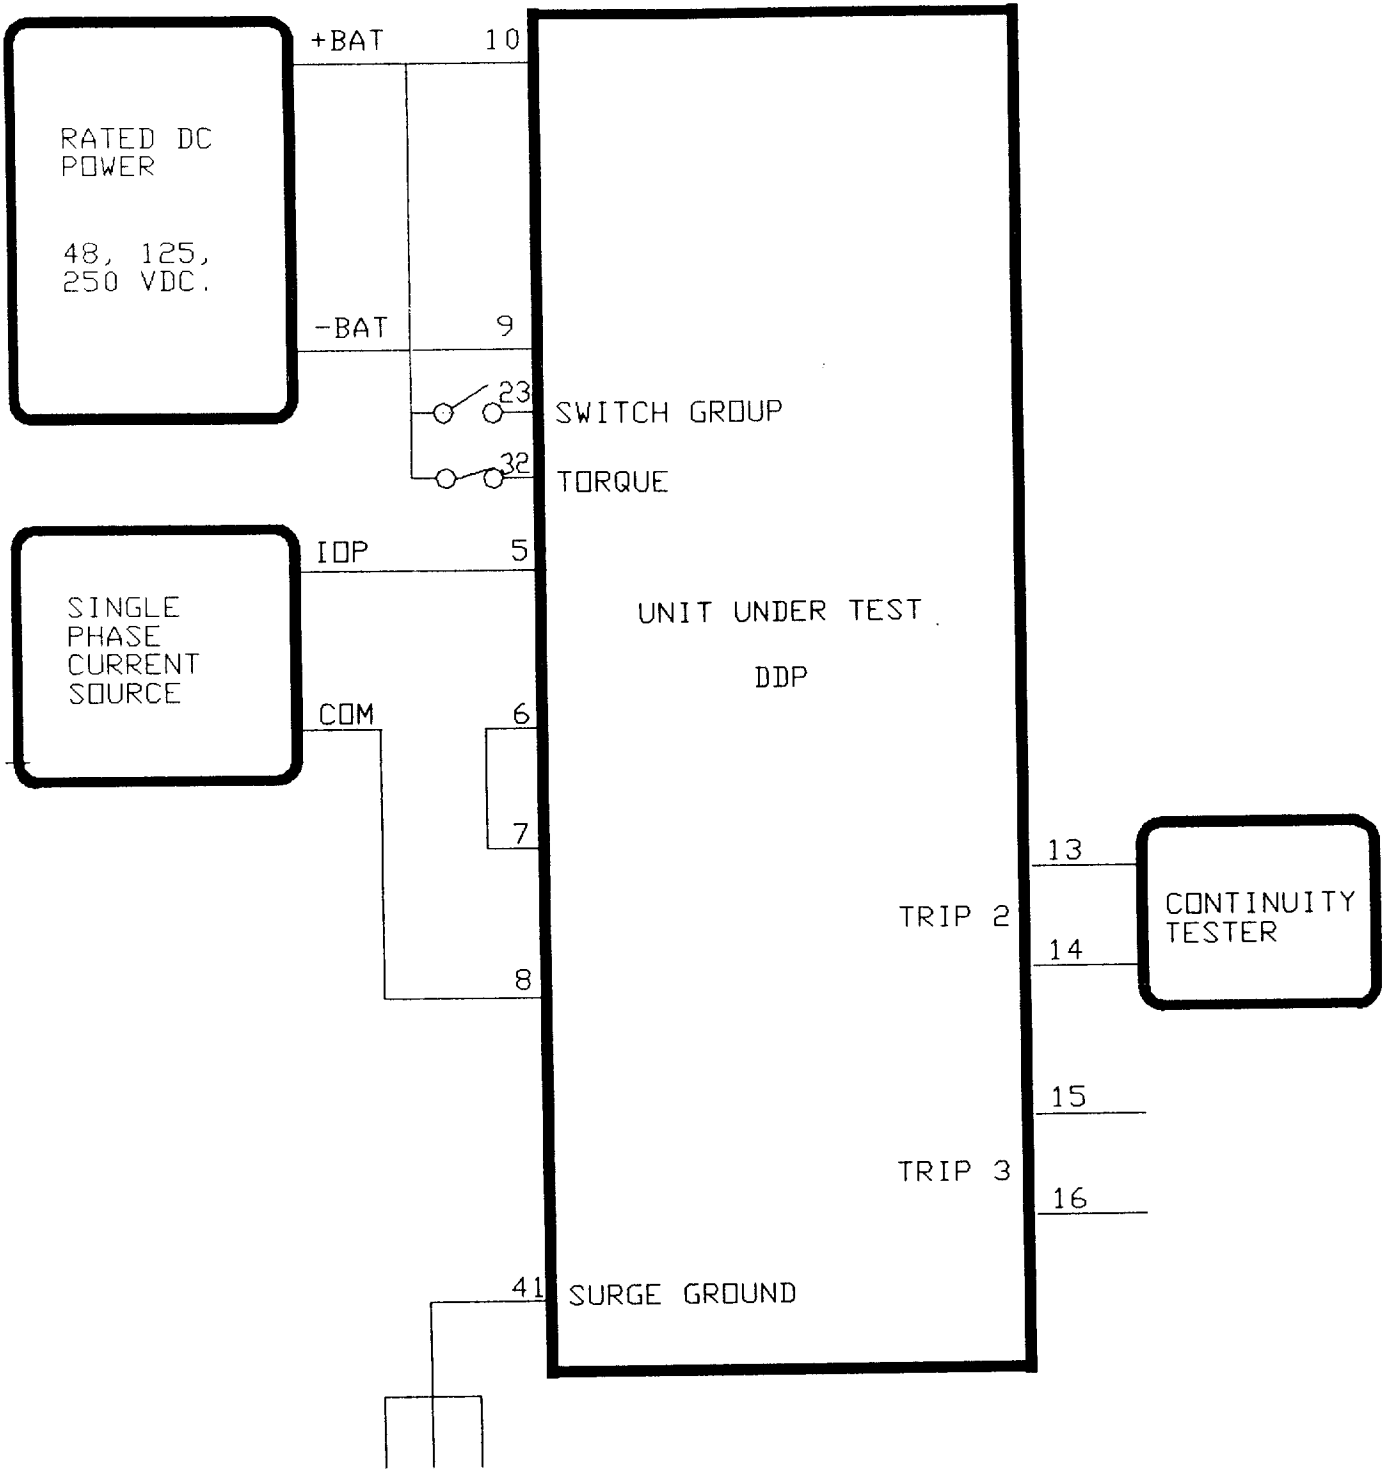 +BAT
10
RATED DC
POWER
48, 125,
250 VDC.
-BAT
9
23
SWITCH GROUP
32
TORQUE
IOP
5
SINGLE
PHASE
CURRENT
SOURCE
UNIT UNDER TEST
DDP
COM
6
7
13
CONTINUITY
TESTER
TRIP 2
14
8
15
TRIP 3
16
41
SURGE GROUND